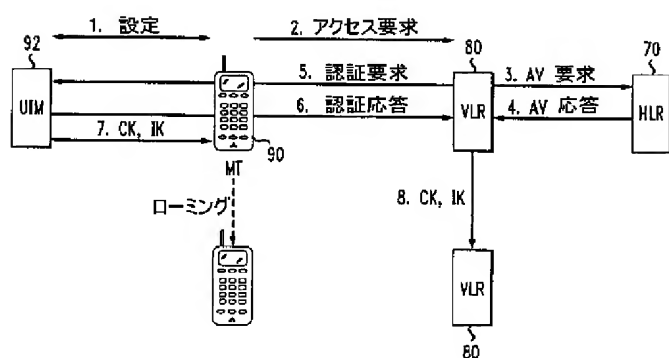 1. 設定
2. アクセス要求
92
80
70
5. 認証要求
3. AV 要求
UIM
VLR
HLR
6. 認証応答
4. AV 応答
7. CK, IK
90
MT
ローミング
8. CK, IK
VLR
80